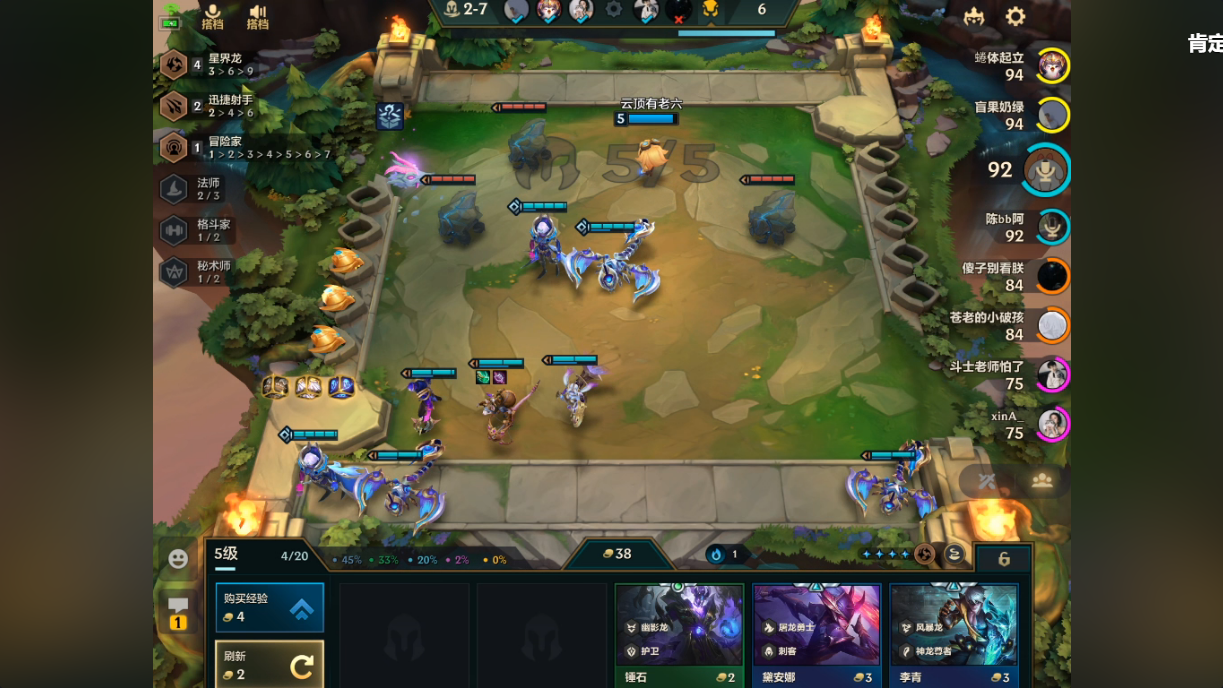 搭档
搭档
2-7
6
肯定
4 星界龙
3 > 6 > 9
2 迅捷射手
2 > 4 > 6
1 冒险家
1 > 2 > 3 > 4 > 5 > 6 > 7
法师
2 / 3
格斗家
1 / 2
秘术师
1 / 2
云顶有老六
5
5/5
蜷体起立
94
盲果奶绿
94
92
陈bb阿
92
傻子别看朕
84
苍老的小破孩
84
斗士老师怕了
75
xinA_
75
5级
4/20
45%
33%
20%
2%
0%
38
1
6
1
购买经验
4
刷新
2
幽影龙
护卫
锤石
2
屠龙勇士
刺客
黛安娜
3
风暴龙
神龙尊者
李青
3